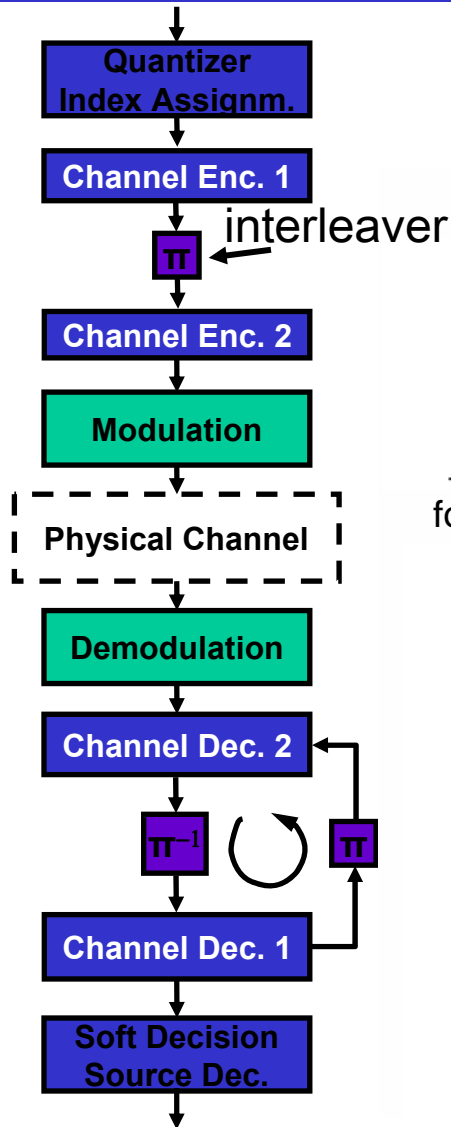 Quantizer
Index Assignm.
Channel Enc. 1
interleaver
π
Channel Enc. 2
Modulation
Physical Channel
fo
Demodulation
Channel Dec. 2
π⁻¹
π
Channel Dec. 1
Soft Decision
Source Dec.